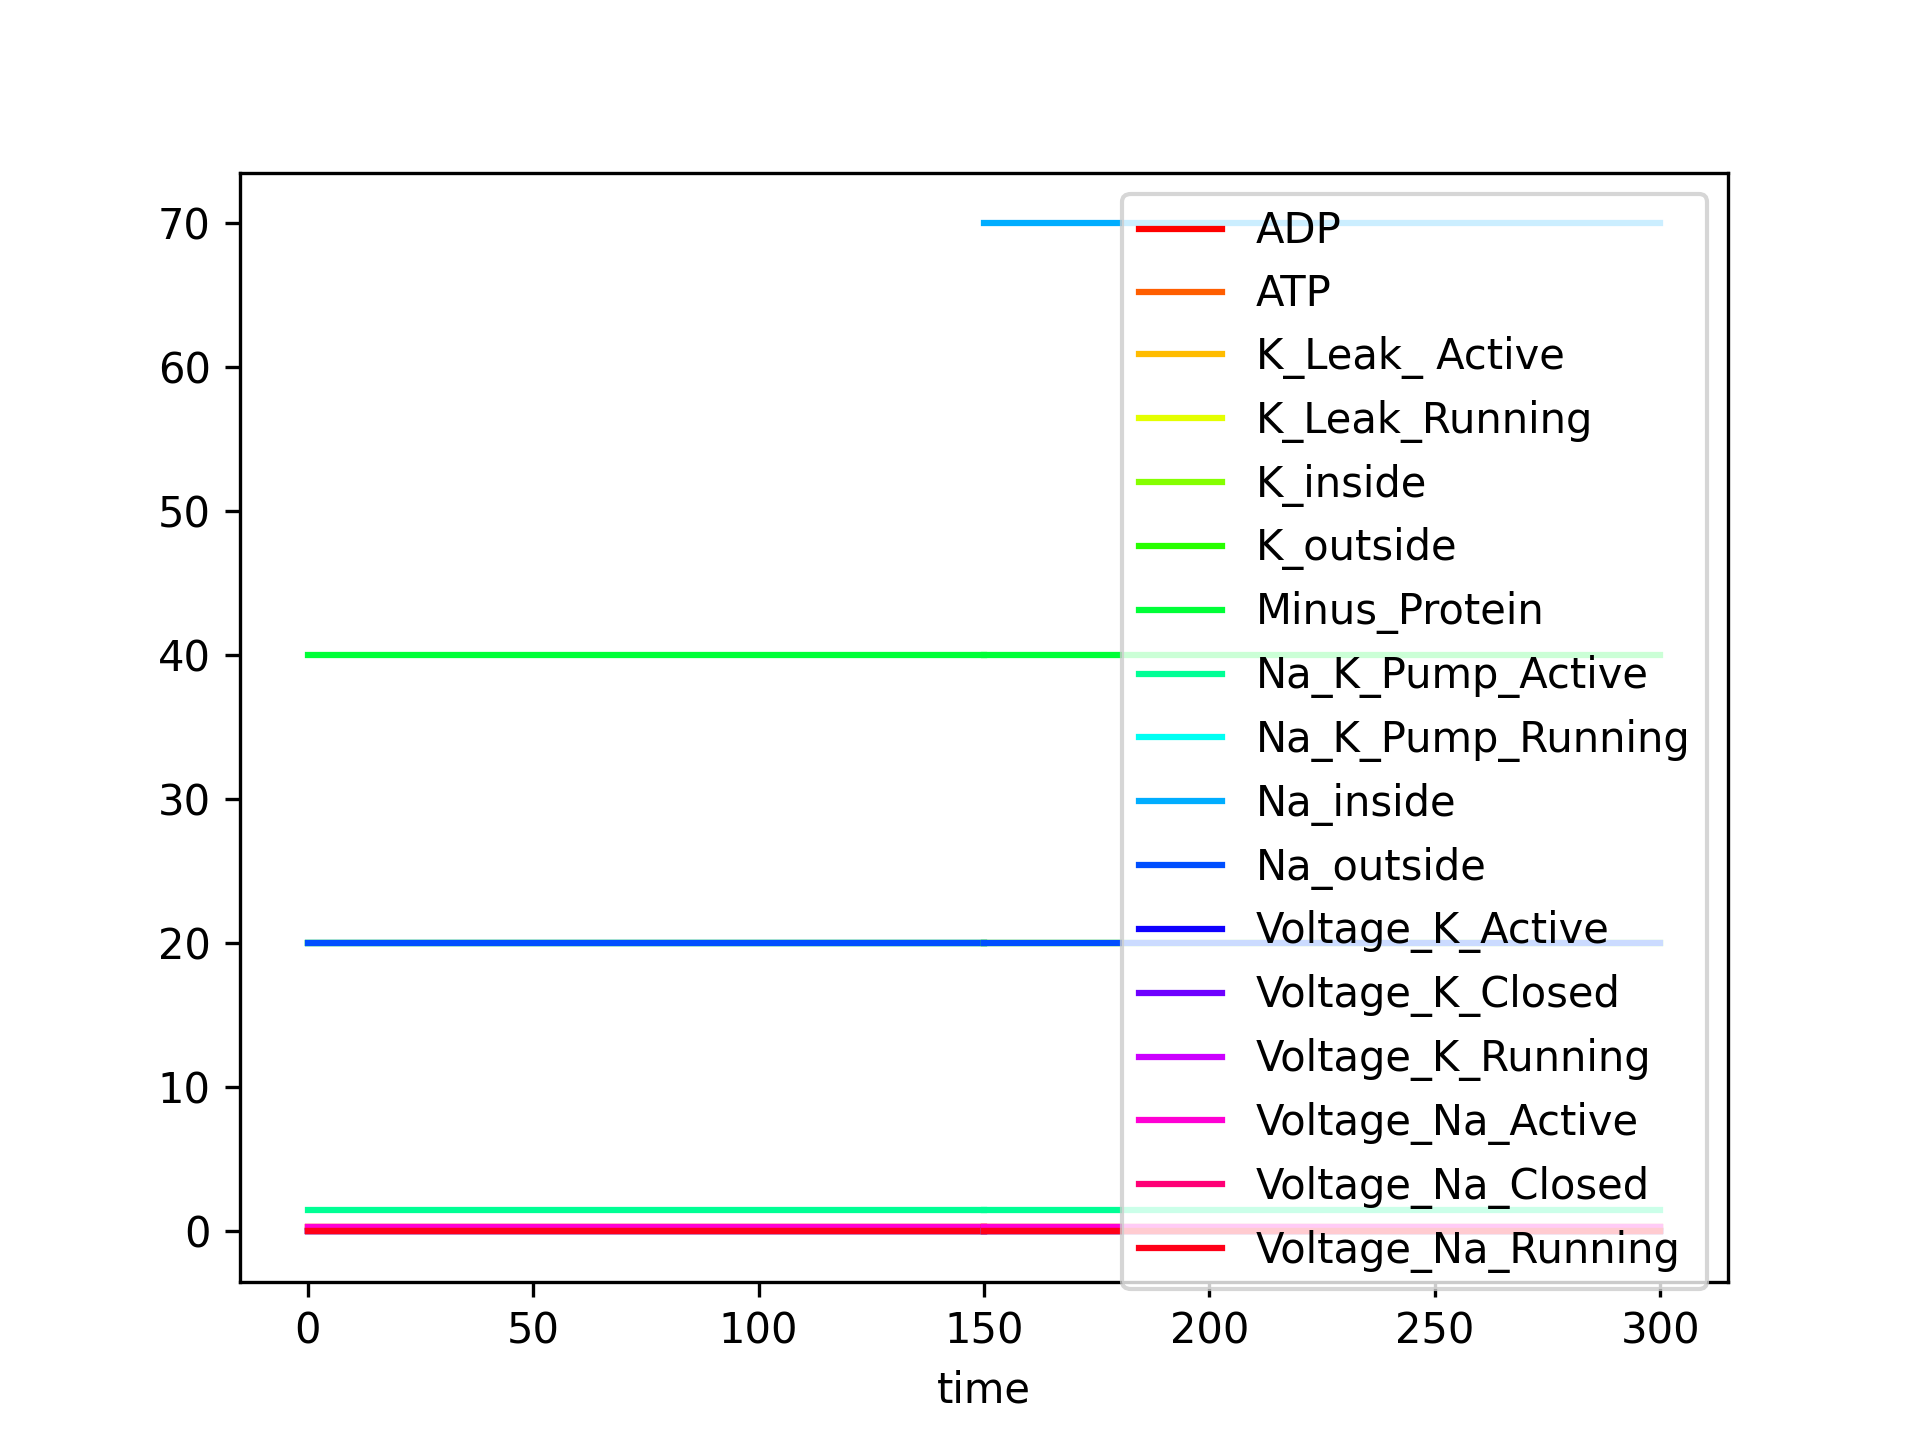 70
60
50
40
30
20
10
0
ADP
ATP
K_Leak_ Active
K_Leak_Running
K_inside
K_outside
Minus_Protein
Na_K_Pump_Active
Na_K_Pump_Running
Na_inside
Na_outside
Voltage_K_Active
Voltage_K_Closed
Voltage_K_Running
Voltage_Na_Active
Voltage_Na_Closed
Voltage_Na_Running
0 50 100 150 200 250 300
time